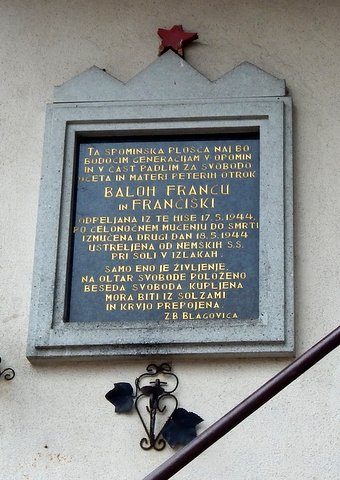 TA SPOMINSKA PLOŠČA NAJ BO
BODOČIM GENERACIJAM V OPOMIN
IN V ČAST PADLIM ZA SVOBODO
OČETA IN MATERI PETERIH OTROK
BALOH FRANCU
IN FRANČIŠKI
ODPELJANA IZ TE HIŠE 17.5.1944,
PO CELONOČNEM MUČENJU DO SMRTI
IZMUČENA DRUGI DAN 18.5.1944
USTRELJENA OD NEMSKIH S.S.
PRI ŠOLI V IZLAKAH.
SAMO ENO JE ŽIVLJENJE,
NA OLTAR SVOBODE POLOŽENO
BESEDA SVOBODA KUPLJENA
MORA BITI IZ SOLZAMI
IN KRVJO PREPOJENA.
Z.B BLAGOVICA